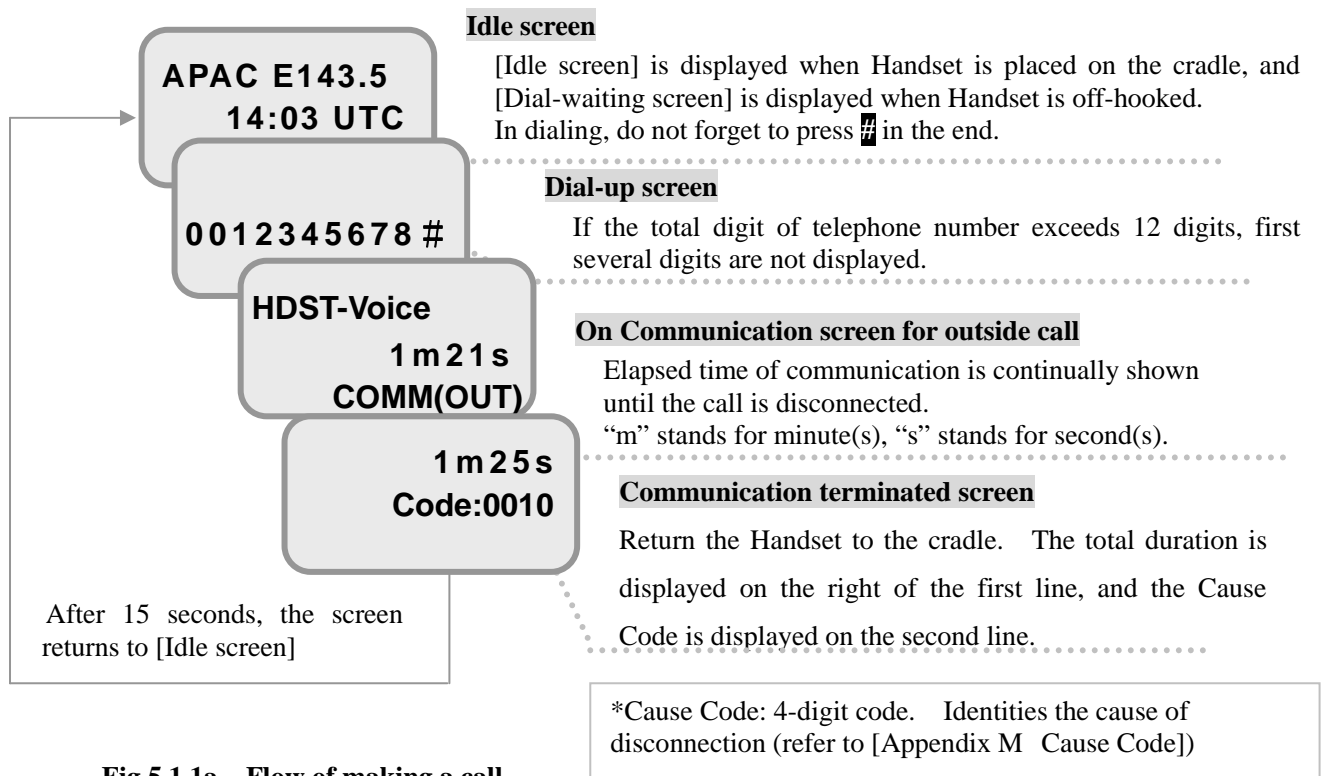 Idle screen
APAC E143.5
14:03 UTC
[Idle screen] is displayed when Handset is placed on the cradle, and
[Dial-waiting screen] is displayed when Handset is off-hooked.
In dialing, do not forget to press # in the end.
Dial-up screen
0012345678#
If the total digit of telephone number exceeds 12 digits, first
several digits are not displayed.
HDST-Voice
1m21s
COMM(OUT)
On Communication screen for outside call
Elapsed time of communication is continually shown
until the call is disconnected.
“m” stands for minute(s), “s” stands for second(s).
1m25s
Code:0010
Communication terminated screen
Return the Handset to the cradle. The total duration is
displayed on the right of the first line, and the Cause
Code is displayed on the second line.
After 15 seconds, the screen
returns to [Idle screen]
*Cause Code: 4-digit code. Identities the cause of
disconnection (refer to [Appendix M Cause Code])
Fig 5.1.1a Flow of making a call